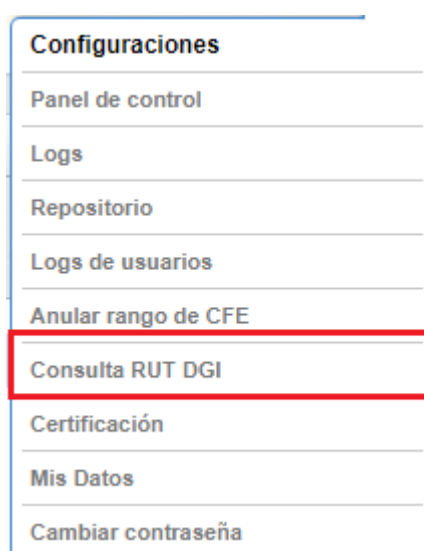 Configuraciones
Panel de control
Logs
Repositorio
Logs de usuarios
Anular rango de CFE
Consulta RUT DGI
Certificación
Mis Datos
Cambiar contraseña